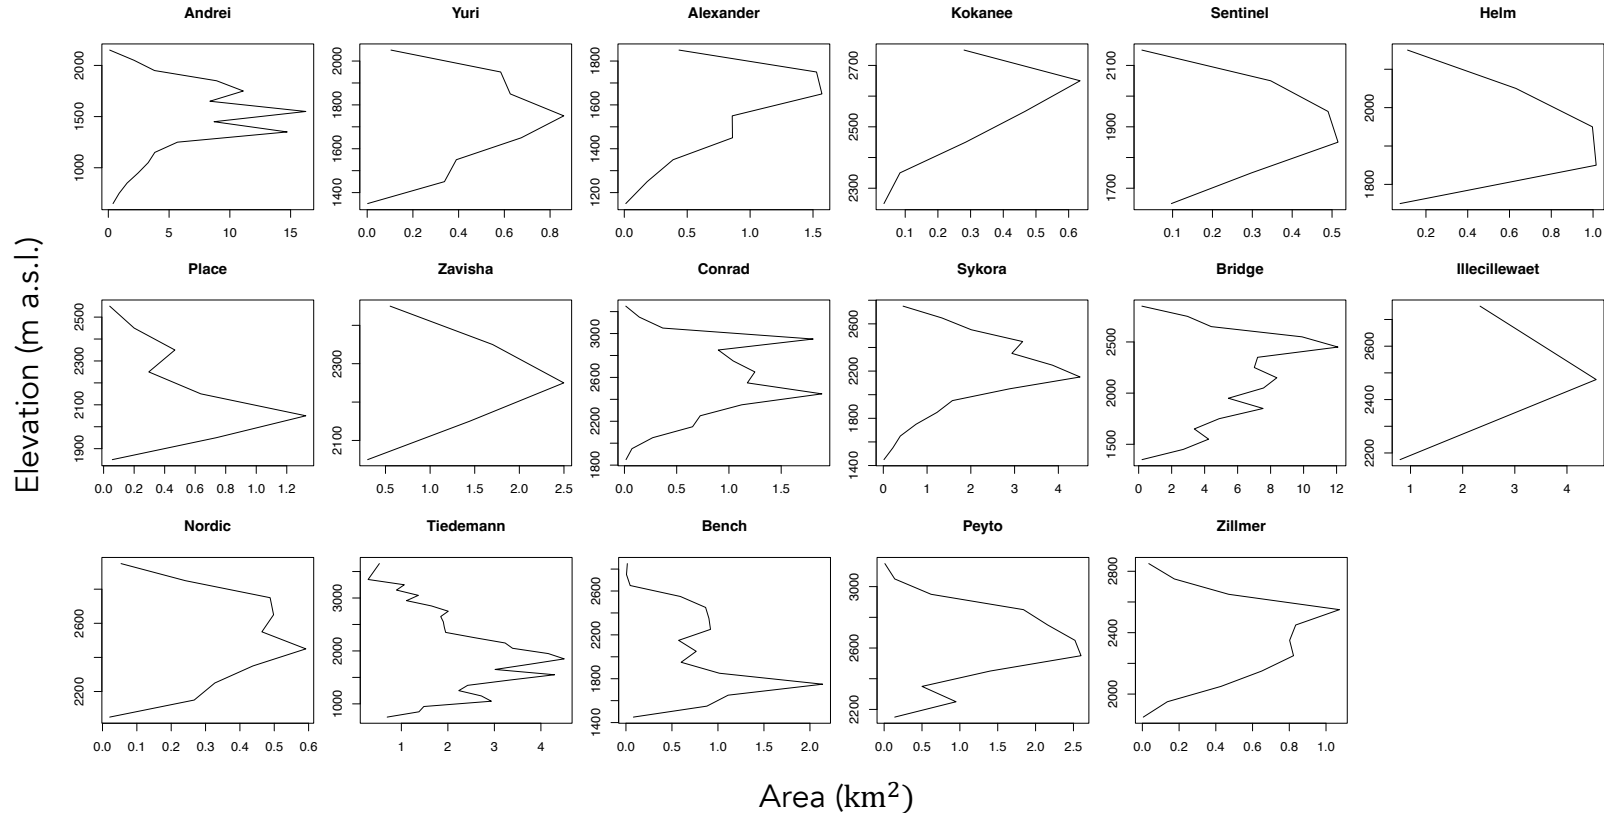 Andrei Yuri Alexander Kokanee Sentinel Helm
1000 1500 2000
0 5 10 15
1400 1600 1800 2000
0.0 0.2 0.4 0.6 0.8
1200 1400 1600 1800
0.0 0.5 1.0 1.5
2300 2500 2700
0.1 0.2 0.3 0.4 0.5 0.6
1700 1900 2100
0.1 0.2 0.3 0.4 0.5
1800 2000
0.2 0.4 0.6 0.8 1.0
Elevation (m a.s.l.)
Place Zavisha Conrad Sykora Bridge Illecillewaet
1900 2100 2300 2500
0.0 0.2 0.4 0.6 0.8 1.0 1.2
2100 2300
0.5 1.0 1.5 2.0 2.5
1800 2200 2600 3000
0.0 0.5 1.0 1.5
1400 1800 2200 2600
0 1 2 3 4
1500 2000 2500
0 2 4 6 8 10 12
2200 2400 2600
1 2 3 4
Nordic Tiedemann Bench Peyto Zillmer
2200 2600
0.0 0.1 0.2 0.3 0.4 0.5 0.6
1000 2000 3000
1 2 3 4
1400 1800 2200 2600
0.0 0.5 1.0 1.5 2.0
2200 2600 3000
0.0 0.5 1.0 1.5 2.0 2.5
2000 2400 2800
0.0 0.2 0.4 0.6 0.8 1.0
Area (km²)